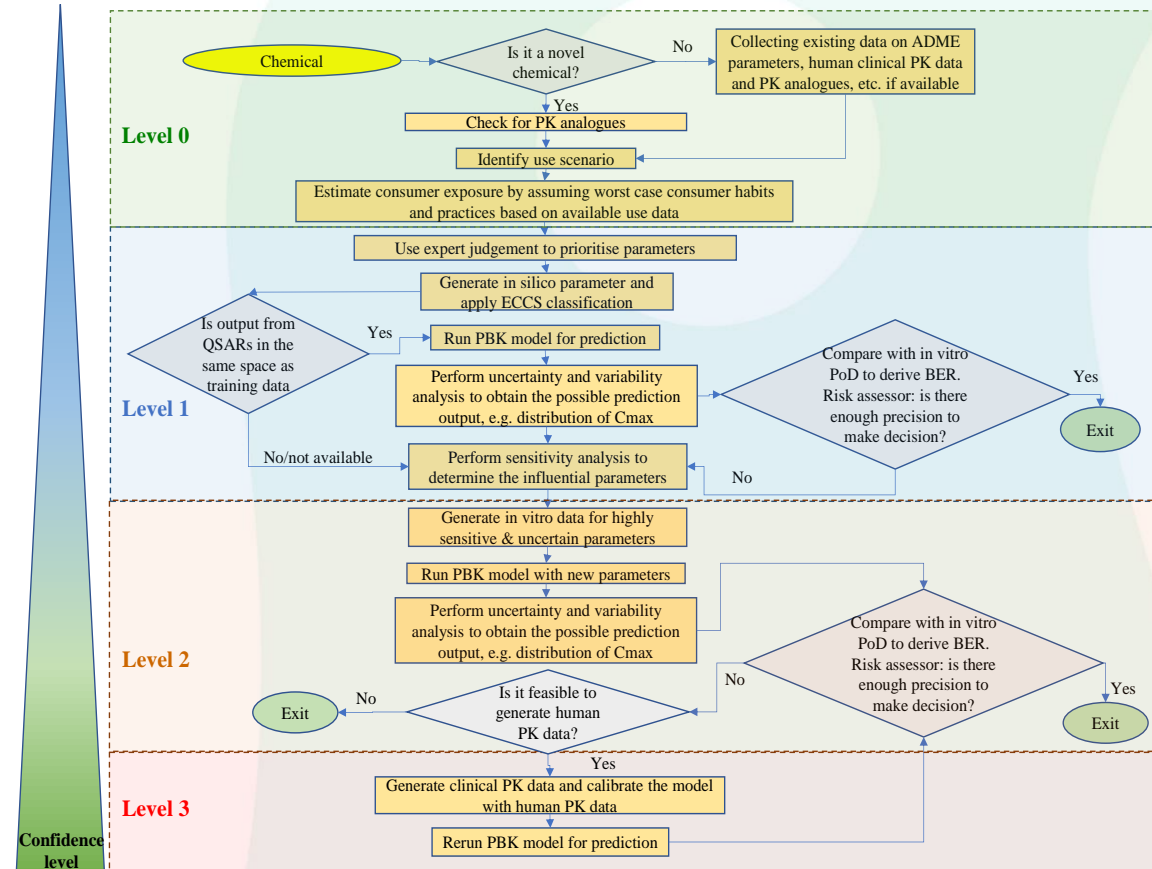 Chemical
Is it a novel
chemical?
No
Collecting existing data on ADME
parameters, human clinical PK data
and PK analogues, etc. if available
Yes
Check for PK analogues
Level 0
Identify use scenario
Estimate consumer exposure by assuming worst case consumer habits
and practices based on available use data
Use expert judgement to prioritise parameters
Generate in silico parameter and
apply ECCS classification
Is output from
QSARs in the
same space as
training data
Yes
Run PBK model for prediction
Level 1
Perform uncertainty and variability
analysis to obtain the possible prediction
output, e.g. distribution of Cmax
Compare with in vitro
PoD to derive BER.
Risk assessor: is there
enough precision to
make decision?
Yes
Exit
No/not available
Perform sensitivity analysis to
determine the influential parameters
No
Generate in vitro data for highly
sensitive & uncertain parameters
Run PBK model with new parameters
Level 2
Perform uncertainty and variability
analysis to obtain the possible prediction
output, e.g. distribution of Cmax
Compare with in vitro
PoD to derive BER.
Risk assessor: is there
enough precision to
make decision?
No
Yes
Exit
Is it feasible to
generate human
PK data?
No
Exit
Yes
Level 3
Generate clinical PK data and calibrate the model
with human PK data
Rerun PBK model for prediction
Confidence
level